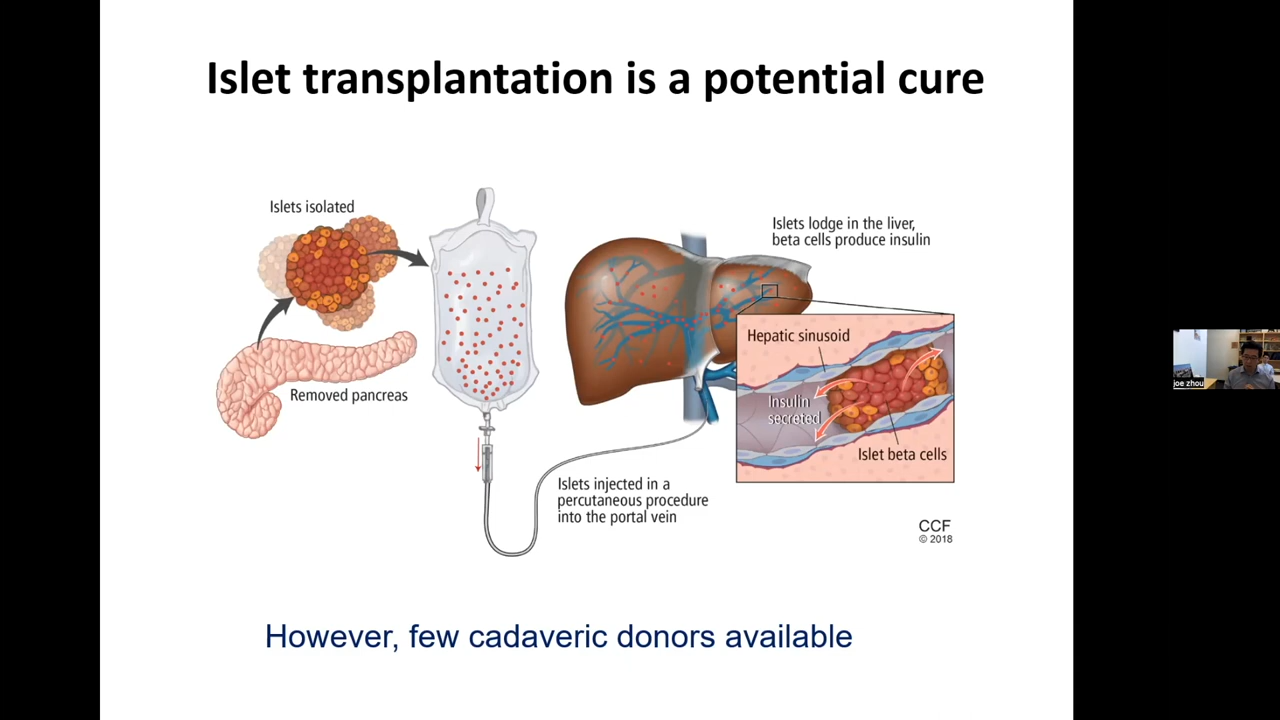 Islet transplantation is a potential cure
Islets isolated
Removed pancreas
Islets lodge in the liver,
beta cells produce insulin
Hepatic sinusoid
Insulin
secreted
Islet beta cells
Islets injected in a
percutaneous procedure
into the portal vein
CCF
© 2018
However, few cadaveric donors available
joe zhou